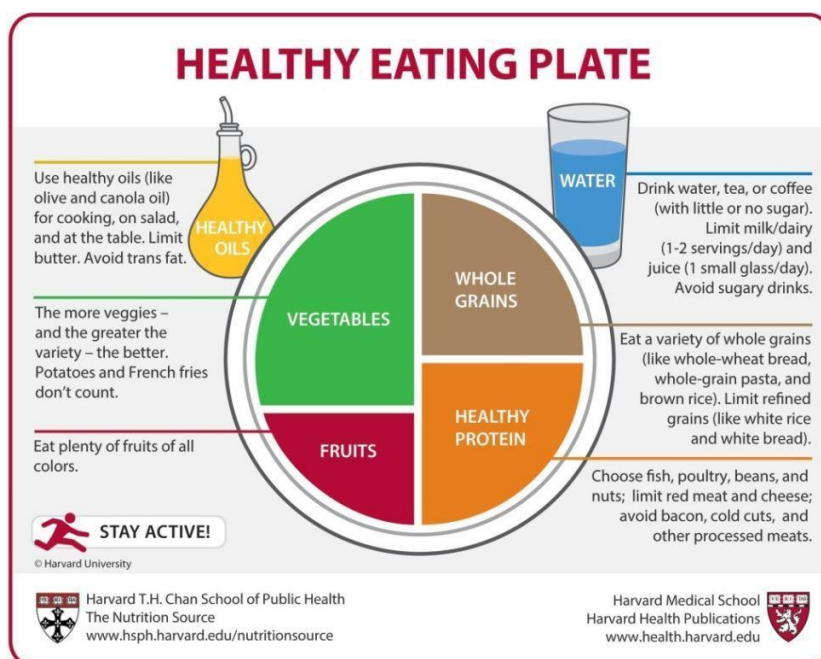 HEALTHY EATING PLATE
Use healthy oils (like
olive and canola oil)
for cooking, on salad,
and at the table. Limit
butter. Avoid trans fat.
HEALTHY
OILS
The more veggies –
and the greater the
variety – the better.
Potatoes and French fries
don’t count.
Eat plenty of fruits of all
colors.
VEGETABLES
FRUITS
WHOLE
GRAINS
HEALTHY
PROTEIN
WATER
Drink water, tea, or coffee
(with little or no sugar).
Limit milk/dairy
(1-2 servings/day) and
juice (1 small glass/day).
Avoid sugary drinks.
Eat a variety of whole grains
(like whole-wheat bread,
whole-grain pasta, and
brown rice). Limit refined
grains (like white rice
and white bread).
Choose fish, poultry, beans, and
nuts; limit red meat and cheese;
avoid bacon, cold cuts, and
other processed meats.
STAY ACTIVE!
© Harvard University
Harvard T.H. Chan School of Public Health
The Nutrition Source
www.hsph.harvard.edu/nutritionsource
Harvard Medical School
Harvard Health Publications
www.health.harvard.edu